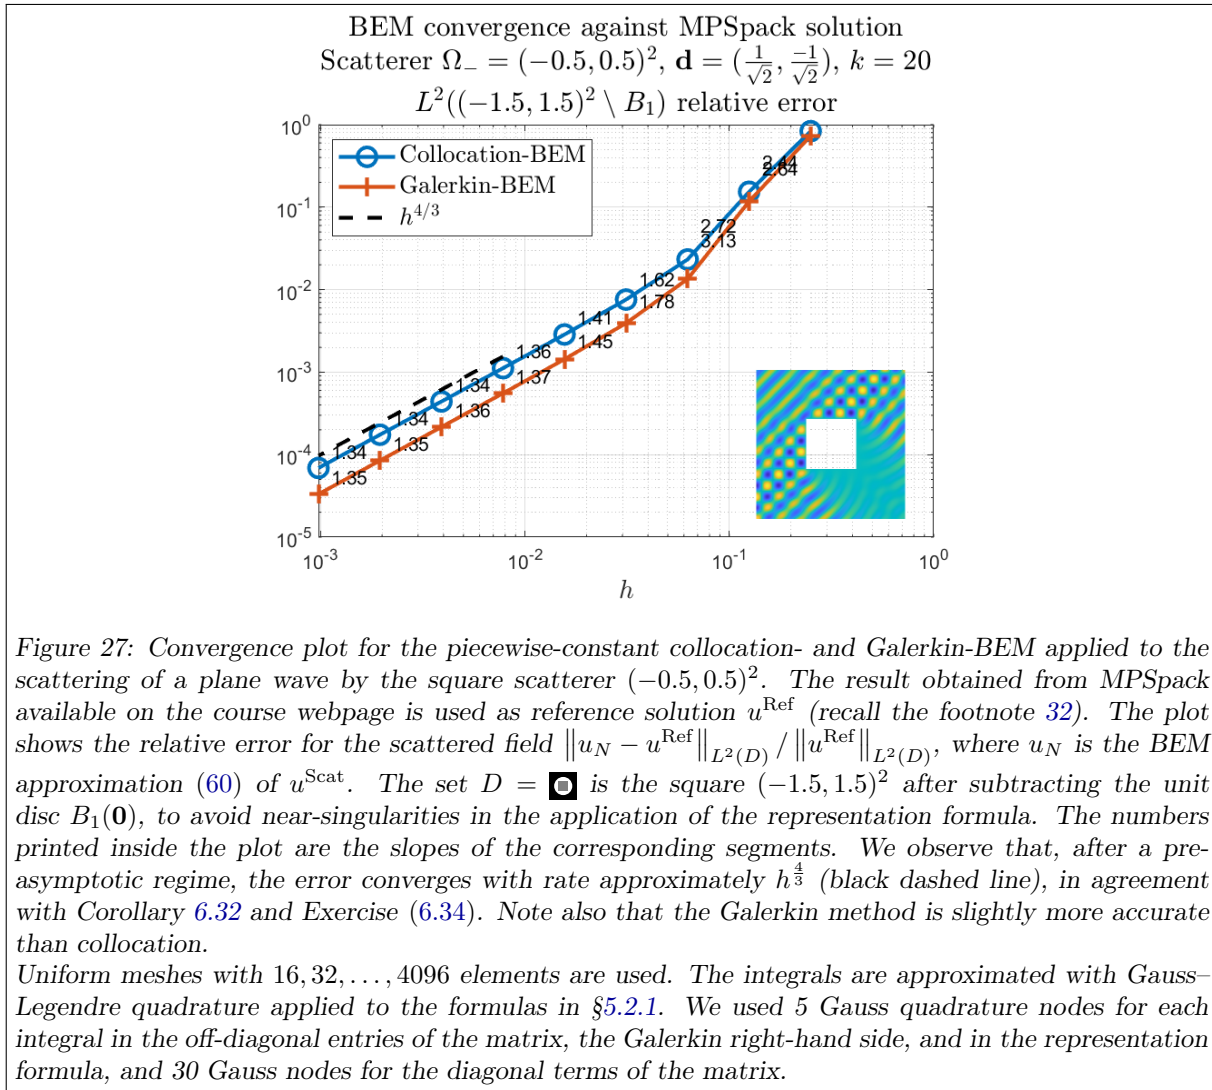 BEM convergence against MPSpack solution
Scatterer Ω₋ = (−0.5, 0.5)², d = (1/√2, −1/√2), k = 20
L²((−1.5, 1.5)² \ B₁) relative error
10⁰
Collocation-BEM
Galerkin-BEM
h^{4/3}
2.44
2.64
10⁻¹
2.72
3.13
10⁻²
1.62
1.78
1.41
1.45
10⁻³
1.36
1.37
1.34
1.36
1.34
1.35
10⁻⁴
1.34
1.35
10⁻⁵
10⁻³ 10⁻² 10⁻¹ 10⁰
h
Figure 27: Convergence plot for the piecewise-constant collocation- and Galerkin-BEM applied to the
scattering of a plane wave by the square scatterer (−0.5, 0.5)². The result obtained from MPSpack
available on the course webpage is used as reference solution u^Ref (recall the footnote 32). The plot
shows the relative error for the scattered field ‖u_N − u^Ref‖_{L²(D)} / ‖u^Ref‖_{L²(D)}, where u_N is the BEM
approximation (60) of u^Scat. The set D = is the square (−1.5, 1.5)² after subtracting the unit
disc B₁(0), to avoid near-singularities in the application of the representation formula. The numbers
printed inside the plot are the slopes of the corresponding segments. We observe that, after a pre-
asymptotic regime, the error converges with rate approximately h^{4/3} (black dashed line), in agreement
with Corollary 6.32 and Exercise (6.34). Note also that the Galerkin method is slightly more accurate
than collocation.
Uniform meshes with 16, 32, . . . , 4096 elements are used. The integrals are approximated with Gauss–
Legendre quadrature applied to the formulas in §5.2.1. We used 5 Gauss quadrature nodes for each
integral in the off-diagonal entries of the matrix, the Galerkin right-hand side, and in the representation
formula, and 30 Gauss nodes for the diagonal terms of the matrix.